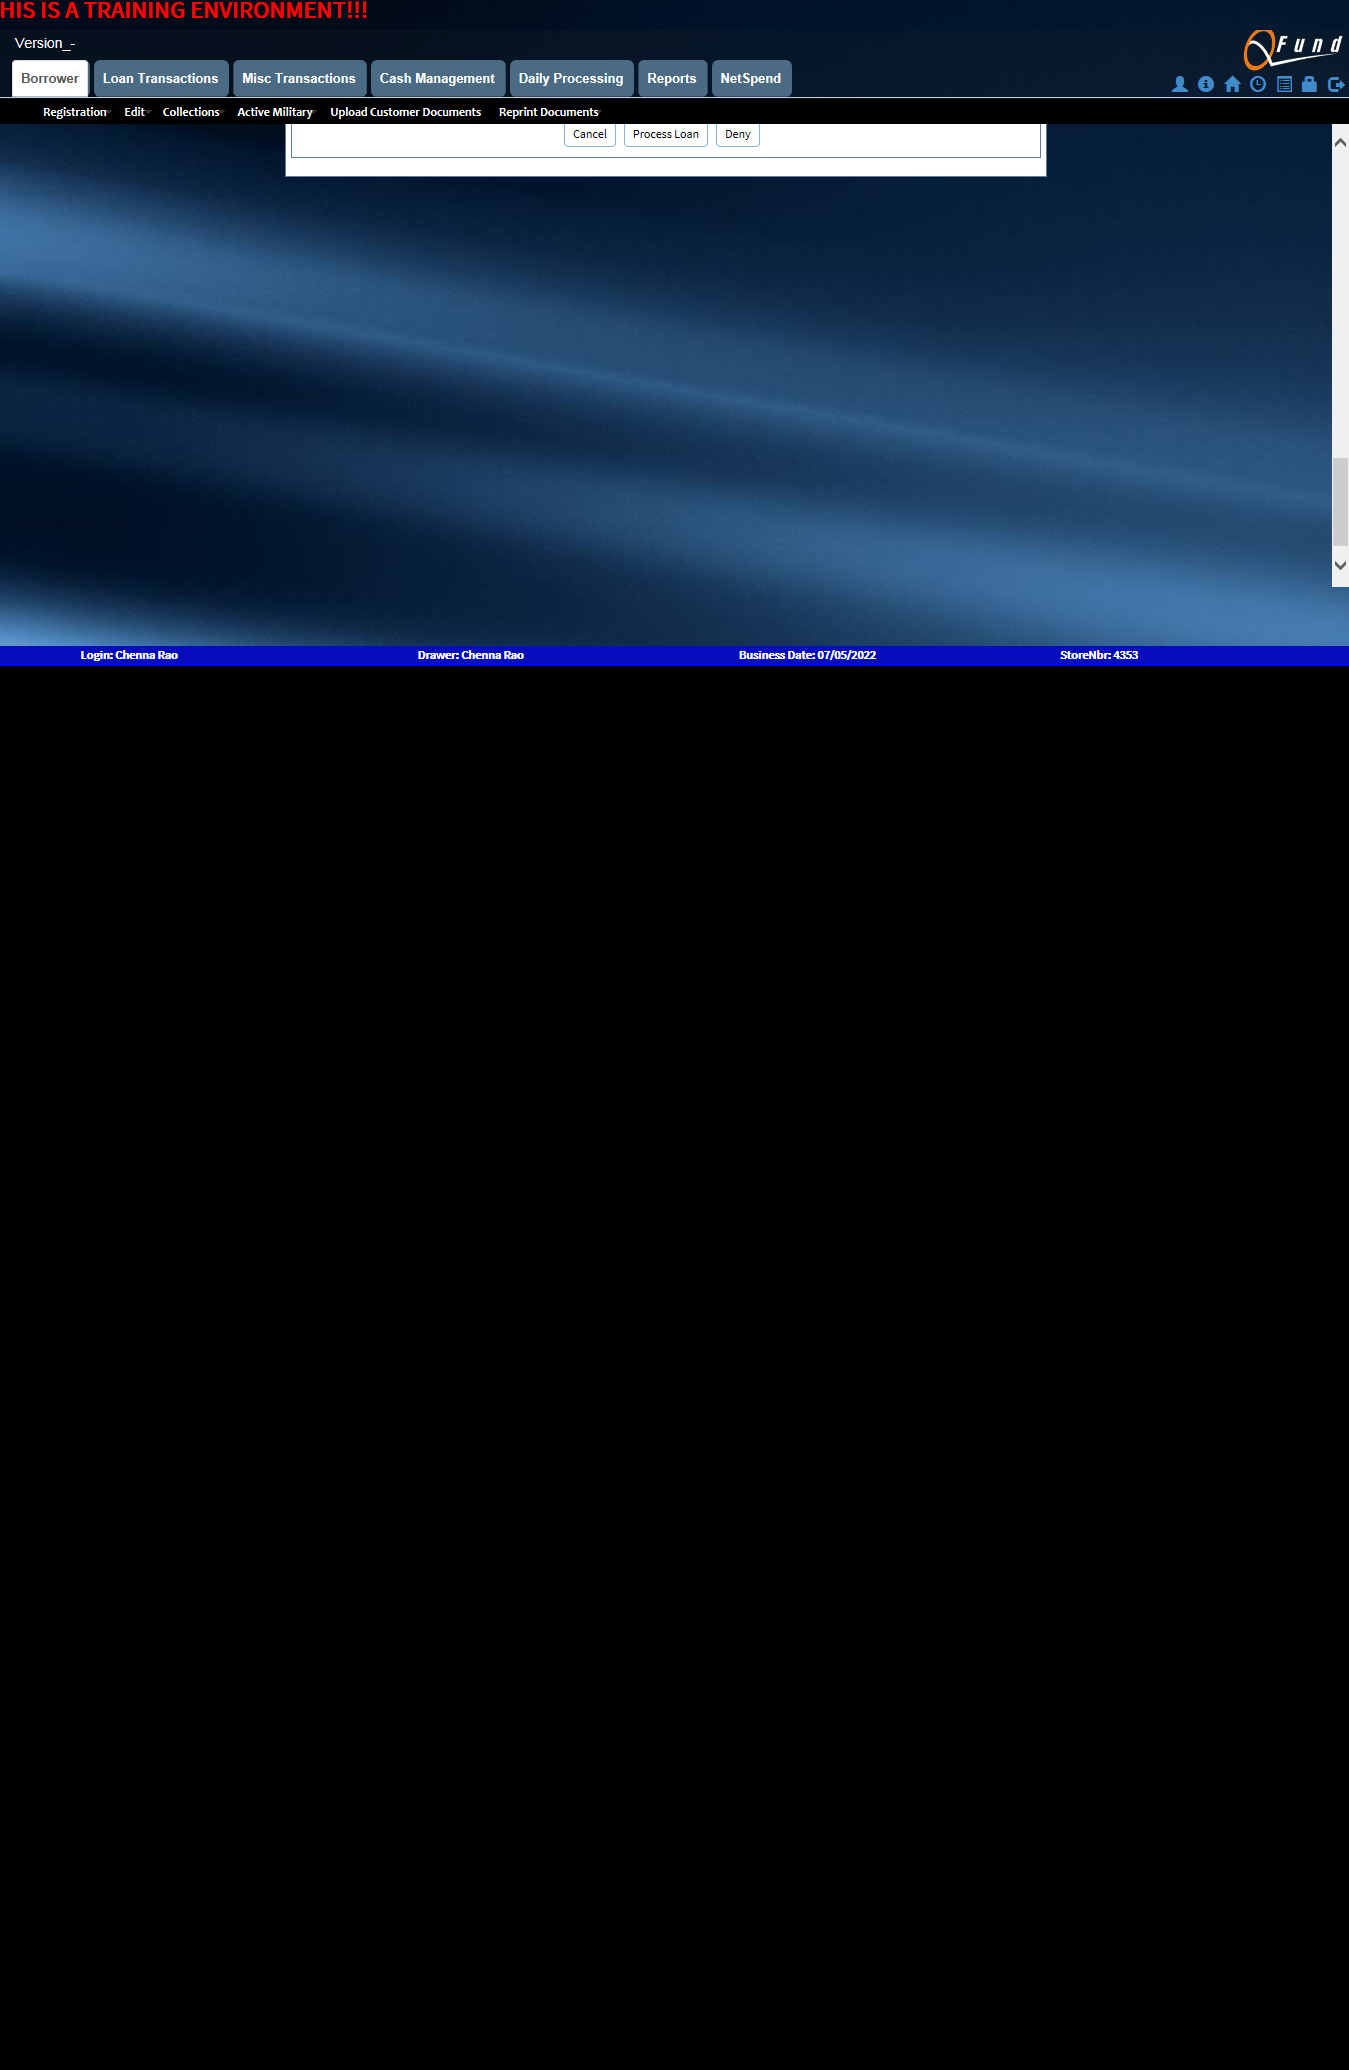 HIS IS A TRAINING ENVIRONMENT!!!
Version_-
Fund
Borrower Loan Transactions Misc Transactions Cash Management Daily Processing Reports NetSpend
Registration Edit Collections Active Military Upload Customer Documents Reprint Documents
Cancel Process Loan Deny
Login: Chenna Rao Drawer: Chenna Rao Business Date: 07/05/2022 StoreNbr: 4353